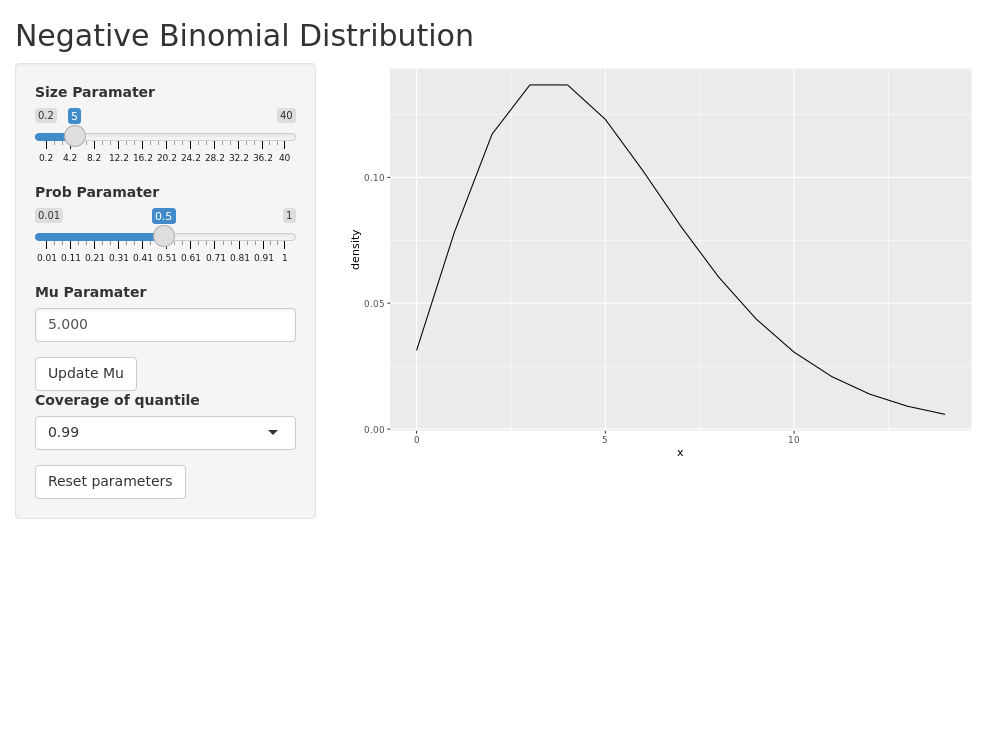 Negative Binomial Distribution
Size Paramater
0.2 5 40
0.2 4.2 8.2 12.2 16.2 20.2 24.2 28.2 32.2 36.2 40
Prob Paramater
0.01 0.5 1
0.01 0.11 0.21 0.31 0.41 0.51 0.61 0.71 0.81 0.91 1
Mu Paramater
5.000
Update Mu
Coverage of quantile
0.99
Reset parameters
density
0.10
0.05
0.00
0 5 10
x